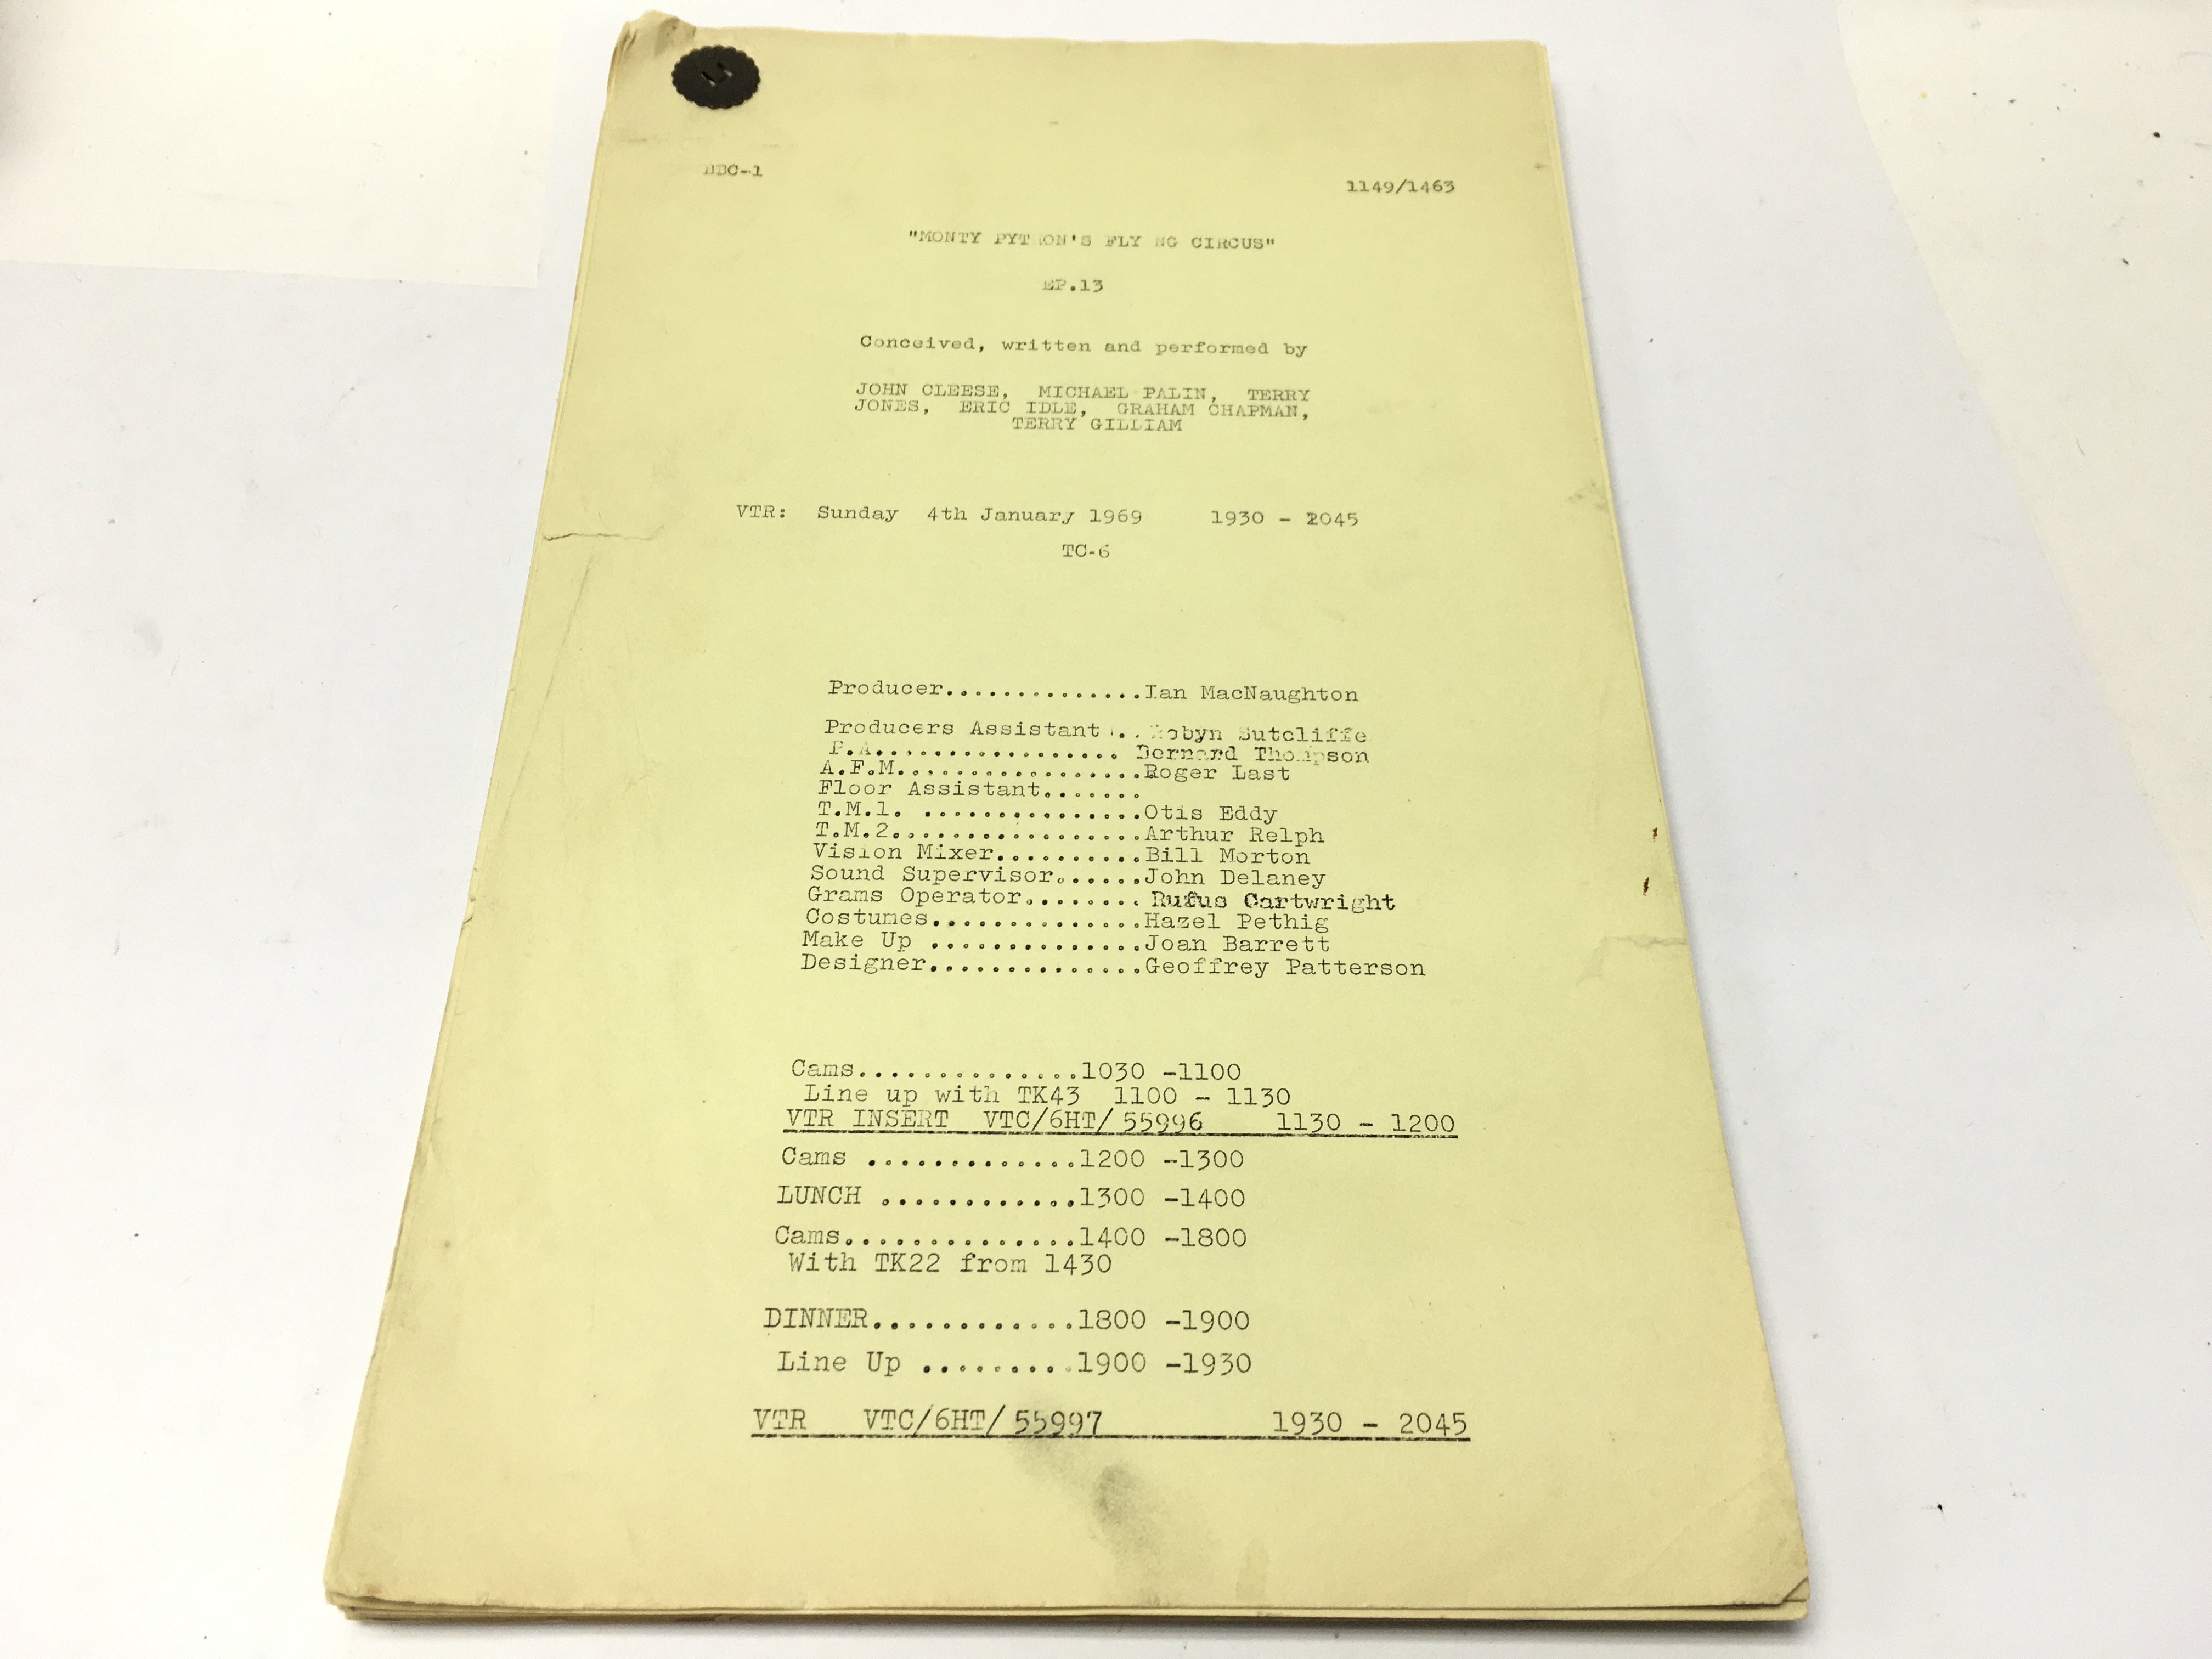 BBC-1
1149/1463
"MONTY PYTHON'S FLY NG CIRCUS"
EP.13
Conceived, written and performed by
JOHN CLEESE, MICHAEL PALIN, TERRY
JONES, ERIC IDLE, GRAHAM CHAPMAN,
TERRY GILLIAM
VTR: Sunday 4th January 1969 1930 - 2045
TC-6
Producer..............Ian MacNaughton
Producers Assistant ... Robyn Sutcliffe
P.A.................. Bernard Thompson
A.F.M..................Roger Last
Floor Assistant.......
T.M.1. ...............Otis Eddy
T.M.2.................Arthur Relph
Vision Mixer..........Bill Morton
Sound Supervisor......John Delaney
Grams Operator........ Rufus Cartwright
Costumes..............Hazel Pethig
Make Up ..............Joan Barrett
Designer..............Geoffrey Patterson
Cams..............1030 -1100
Line up with TK43 1100 - 1130
VTR INSERT VTC/6HT/ 55996 1130 - 1200
Cams .............1200 -1300
LUNCH ............1300 -1400
Cams..............1400 -1800
With TK22 from 1430
DINNER............1800 -1900
Line Up ..........1900 -1930
VTR VTC/6HT/ 55997 1930 - 2045